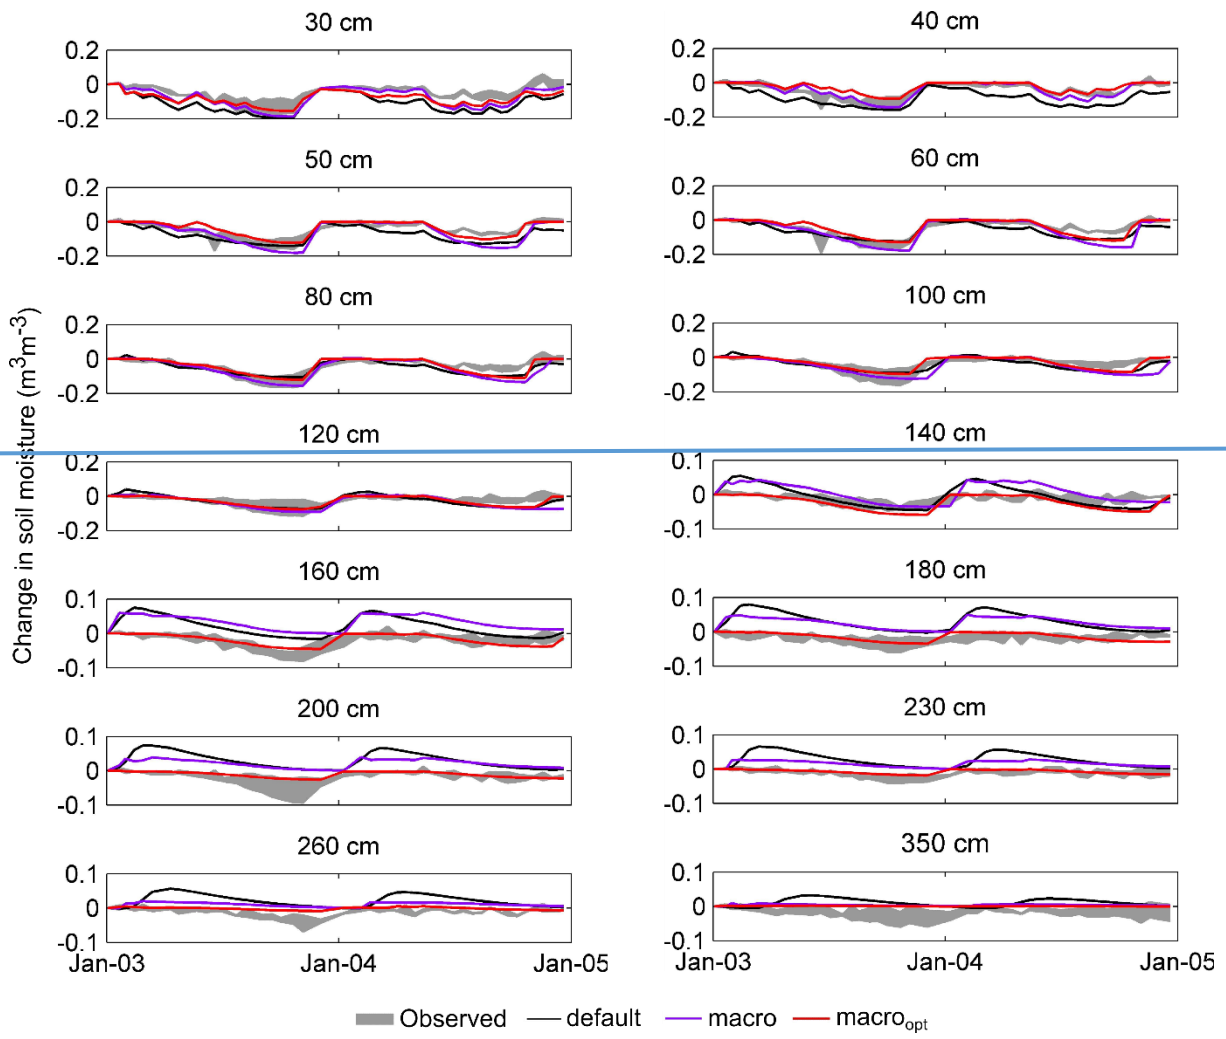 30 cm
40 cm
0.2
0
-0.2
0.2
0
-0.2
50 cm
60 cm
0.2
0
-0.2
0.2
0
-0.2
80 cm
100 cm
0.2
0
-0.2
0.2
0
-0.2
Change in soil moisture (m³m⁻³)
120 cm
140 cm
0.2
0
-0.2
0.1
0
-0.1
160 cm
180 cm
0.1
0
-0.1
0.1
0
-0.1
200 cm
230 cm
0.1
0
-0.1
0.1
0
-0.1
260 cm
350 cm
0.1
0
-0.1
0.1
0
-0.1
Jan-03 Jan-04 Jan-05
Jan-03 Jan-04 Jan-05
Observed default macro macroopt